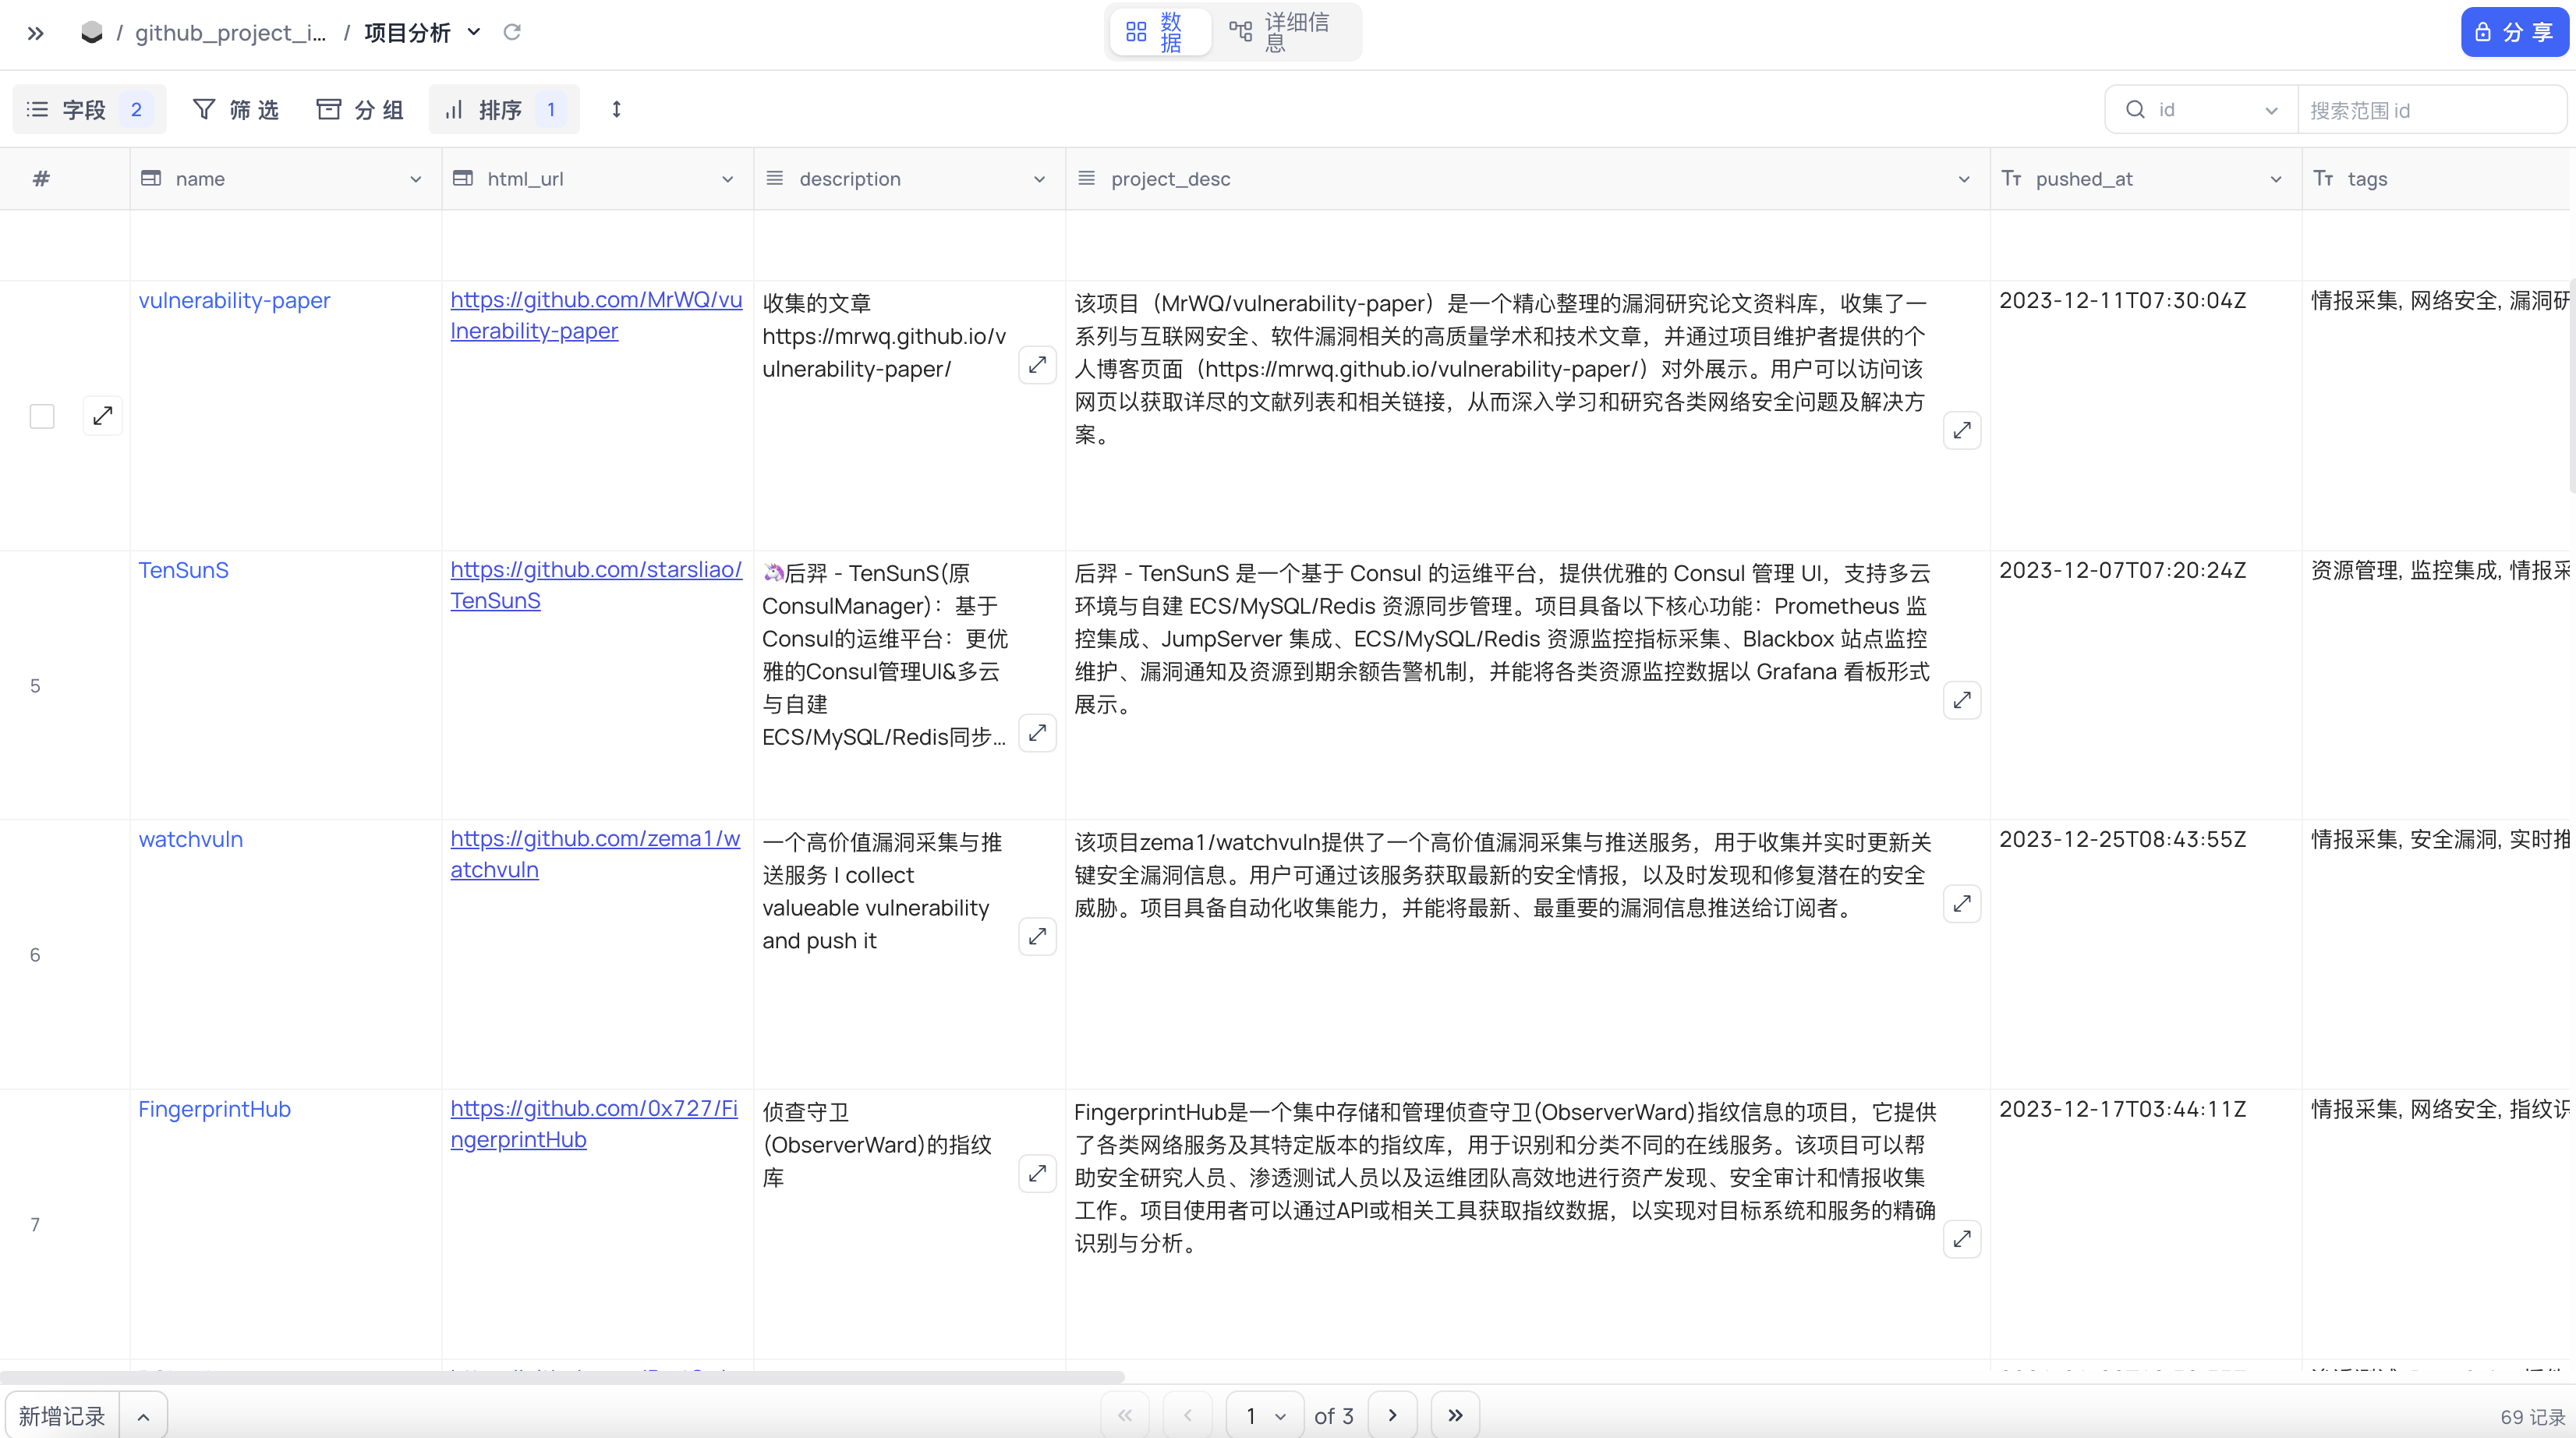 / github_project_i... / 项目分析
数据
详细信息
分 享
字段 2
筛 选
分 组
排序 1
id
搜索范围 id
#
name
html_url
description
project_desc
pushed_at
tags
vulnerability-paper
https://github.com/MrWQ/vu
lnerability-paper
收集的文章
https://mrwq.github.io/v
ulnerability-paper/
该项目（MrWQ/vulnerability-paper）是一个精心整理的漏洞研究论文资料库，收集了一
系列与互联网安全、软件漏洞相关的高质量学术和技术文章，并通过项目维护者提供的个
人博客页面（https://mrwq.github.io/vulnerability-paper/）对外展示。用户可以访问该
网页以获取详尽的文献列表和相关链接，从而深入学习和研究各类网络安全问题及解决方
案。
2023-12-11T07:30:04Z
情报采集, 网络安全, 漏洞研
5
TenSunS
https://github.com/starsliao/
TenSunS
🦄后羿 - TenSunS(原
ConsulManager)：基于
Consul的运维平台：更优
雅的Consul管理UI&多云
与自建
ECS/MySQL/Redis同步...
后羿 - TenSunS 是一个基于 Consul 的运维平台，提供优雅的 Consul 管理 UI，支持多云
环境与自建 ECS/MySQL/Redis 资源同步管理。项目具备以下核心功能：Prometheus 监
控集成、JumpServer 集成、ECS/MySQL/Redis 资源监控指标采集、Blackbox 站点监控
维护、漏洞通知及资源到期余额告警机制，并能将各类资源监控数据以 Grafana 看板形式
展示。
2023-12-07T07:20:24Z
资源管理, 监控集成, 情报采
6
watchvuln
https://github.com/zema1/w
atchvuln
一个高价值漏洞采集与推
送服务 | collect
valueable vulnerability
and push it
该项目zema1/watchvuln提供了一个高价值漏洞采集与推送服务，用于收集并实时更新关
键安全漏洞信息。用户可通过该服务获取最新的安全情报，以及时发现和修复潜在的安全
威胁。项目具备自动化收集能力，并能将最新、最重要的漏洞信息推送给订阅者。
2023-12-25T08:43:55Z
情报采集, 安全漏洞, 实时推
7
FingerprintHub
https://github.com/0x727/Fi
ngerprintHub
侦查守卫
(ObserverWard)的指纹
库
FingerprintHub是一个集中存储和管理侦查守卫(ObserverWard)指纹信息的项目，它提供
了各类网络服务及其特定版本的指纹库，用于识别和分类不同的在线服务。该项目可以帮
助安全研究人员、渗透测试人员以及运维团队高效地进行资产发现、安全审计和情报收集
工作。项目使用者可以通过API或相关工具获取指纹数据，以实现对目标系统和服务的精确
识别与分析。
2023-12-17T03:44:11Z
情报采集, 网络安全, 指纹识
新增记录
1
of 3
69 记录